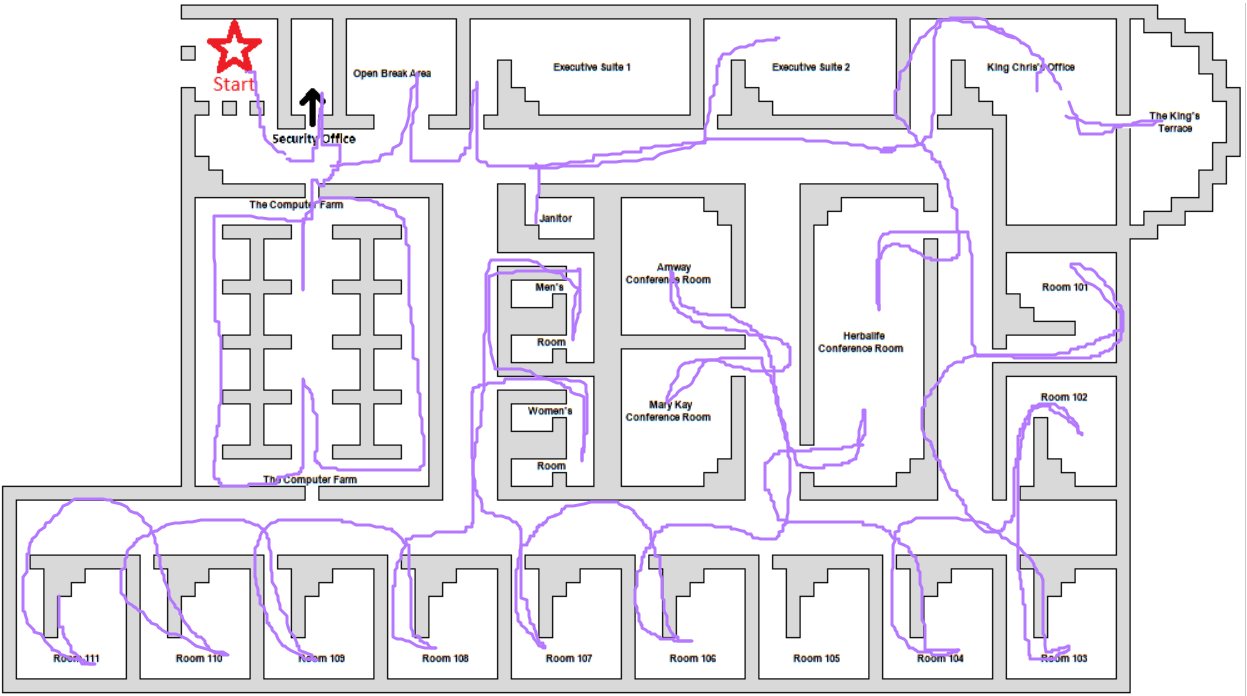 Start
Open Break Area
Executive Suite 1
Executive Suite 2
King Chris's Office
The King's
Terrace
Security Office
The Computer Farm
Janitor
Amway
Conference Room
Men's
Room
Room 101
Herbalife
Conference Room
Mary Kay
Conference Room
Women's
Room
Room 102
The Computer Farm
Room 111
Room 110
Room 109
Room 108
Room 107
Room 106
Room 105
Room 104
Room 103